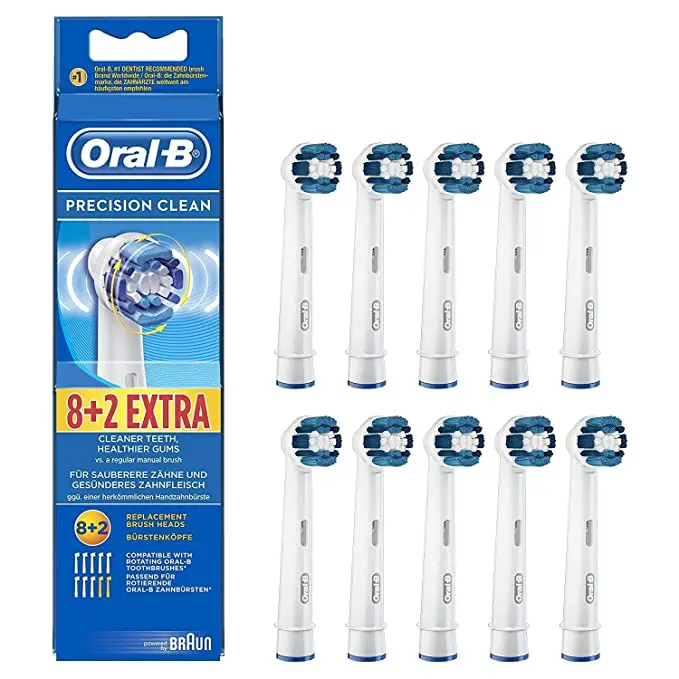 #1
Oral-B, #1 DENTIST RECOMMENDED brush
Brand Worldwide / Oral-B: die Zahnbürsten-
marke, die ZAHNÄRZTE weltweit am
häufigsten empfehlen
Oral-B®
PRECISION CLEAN
8+2 EXTRA
CLEANER TEETH,
HEALTHIER GUMS
vs. a regular manual brush
FÜR SAUBERERE ZÄHNE UND
GESÜNDERES ZAHNFLEISCH
ggü. einer herkömmlichen Handzahnbürste
8+2
REPLACEMENT
BRUSH HEADS
BÜRSTENKÖPFE
COMPATIBLE WITH
ROTATING ORAL-B
TOOTHBRUSHES*
PASSEND FÜR
ROTIERENDE
ORAL-B ZAHNBÜRSTEN*
powered
by BRAUN
Oral-B
Oral-B
Oral-B
Oral-B
Oral-B
Oral-B
Oral-B
Oral-B
Oral-B
Oral-B